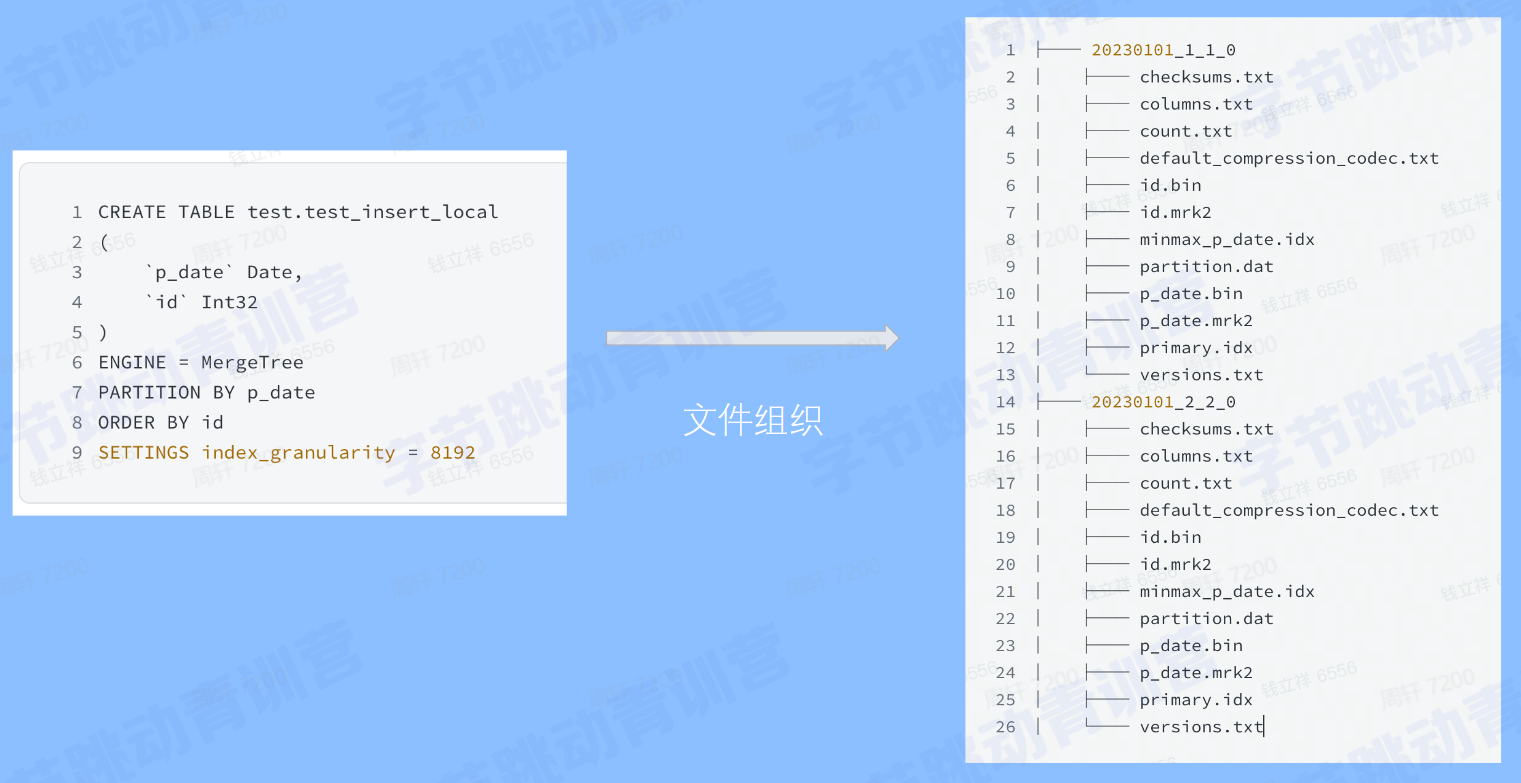 1 CREATE TABLE test.test_insert_local
2 (
3 `p_date` Date,
4 `id` Int32
5 )
6 ENGINE = MergeTree
7 PARTITION BY p_date
8 ORDER BY id
9 SETTINGS index_granularity = 8192
文件组织
1 ├── 20230101_1_1_0
2 │ ├── checksums.txt
3 │ ├── columns.txt
4 │ ├── count.txt
5 │ ├── default_compression_codec.txt
6 │ ├── id.bin
7 │ ├── id.mrk2
8 │ ├── minmax_p_date.idx
9 │ ├── partition.dat
10 │ ├── p_date.bin
11 │ ├── p_date.mrk2
12 │ ├── primary.idx
13 │ └── versions.txt
14 ├── 20230101_2_2_0
15 │ ├── checksums.txt
16 │ ├── columns.txt
17 │ ├── count.txt
18 │ ├── default_compression_codec.txt
19 │ ├── id.bin
20 │ ├── id.mrk2
21 │ ├── minmax_p_date.idx
22 │ ├── partition.dat
23 │ ├── p_date.bin
24 │ ├── p_date.mrk2
25 │ ├── primary.idx
26 │ └── versions.txt
字节跳动青训营
周轩 7200
钱立祥 6556